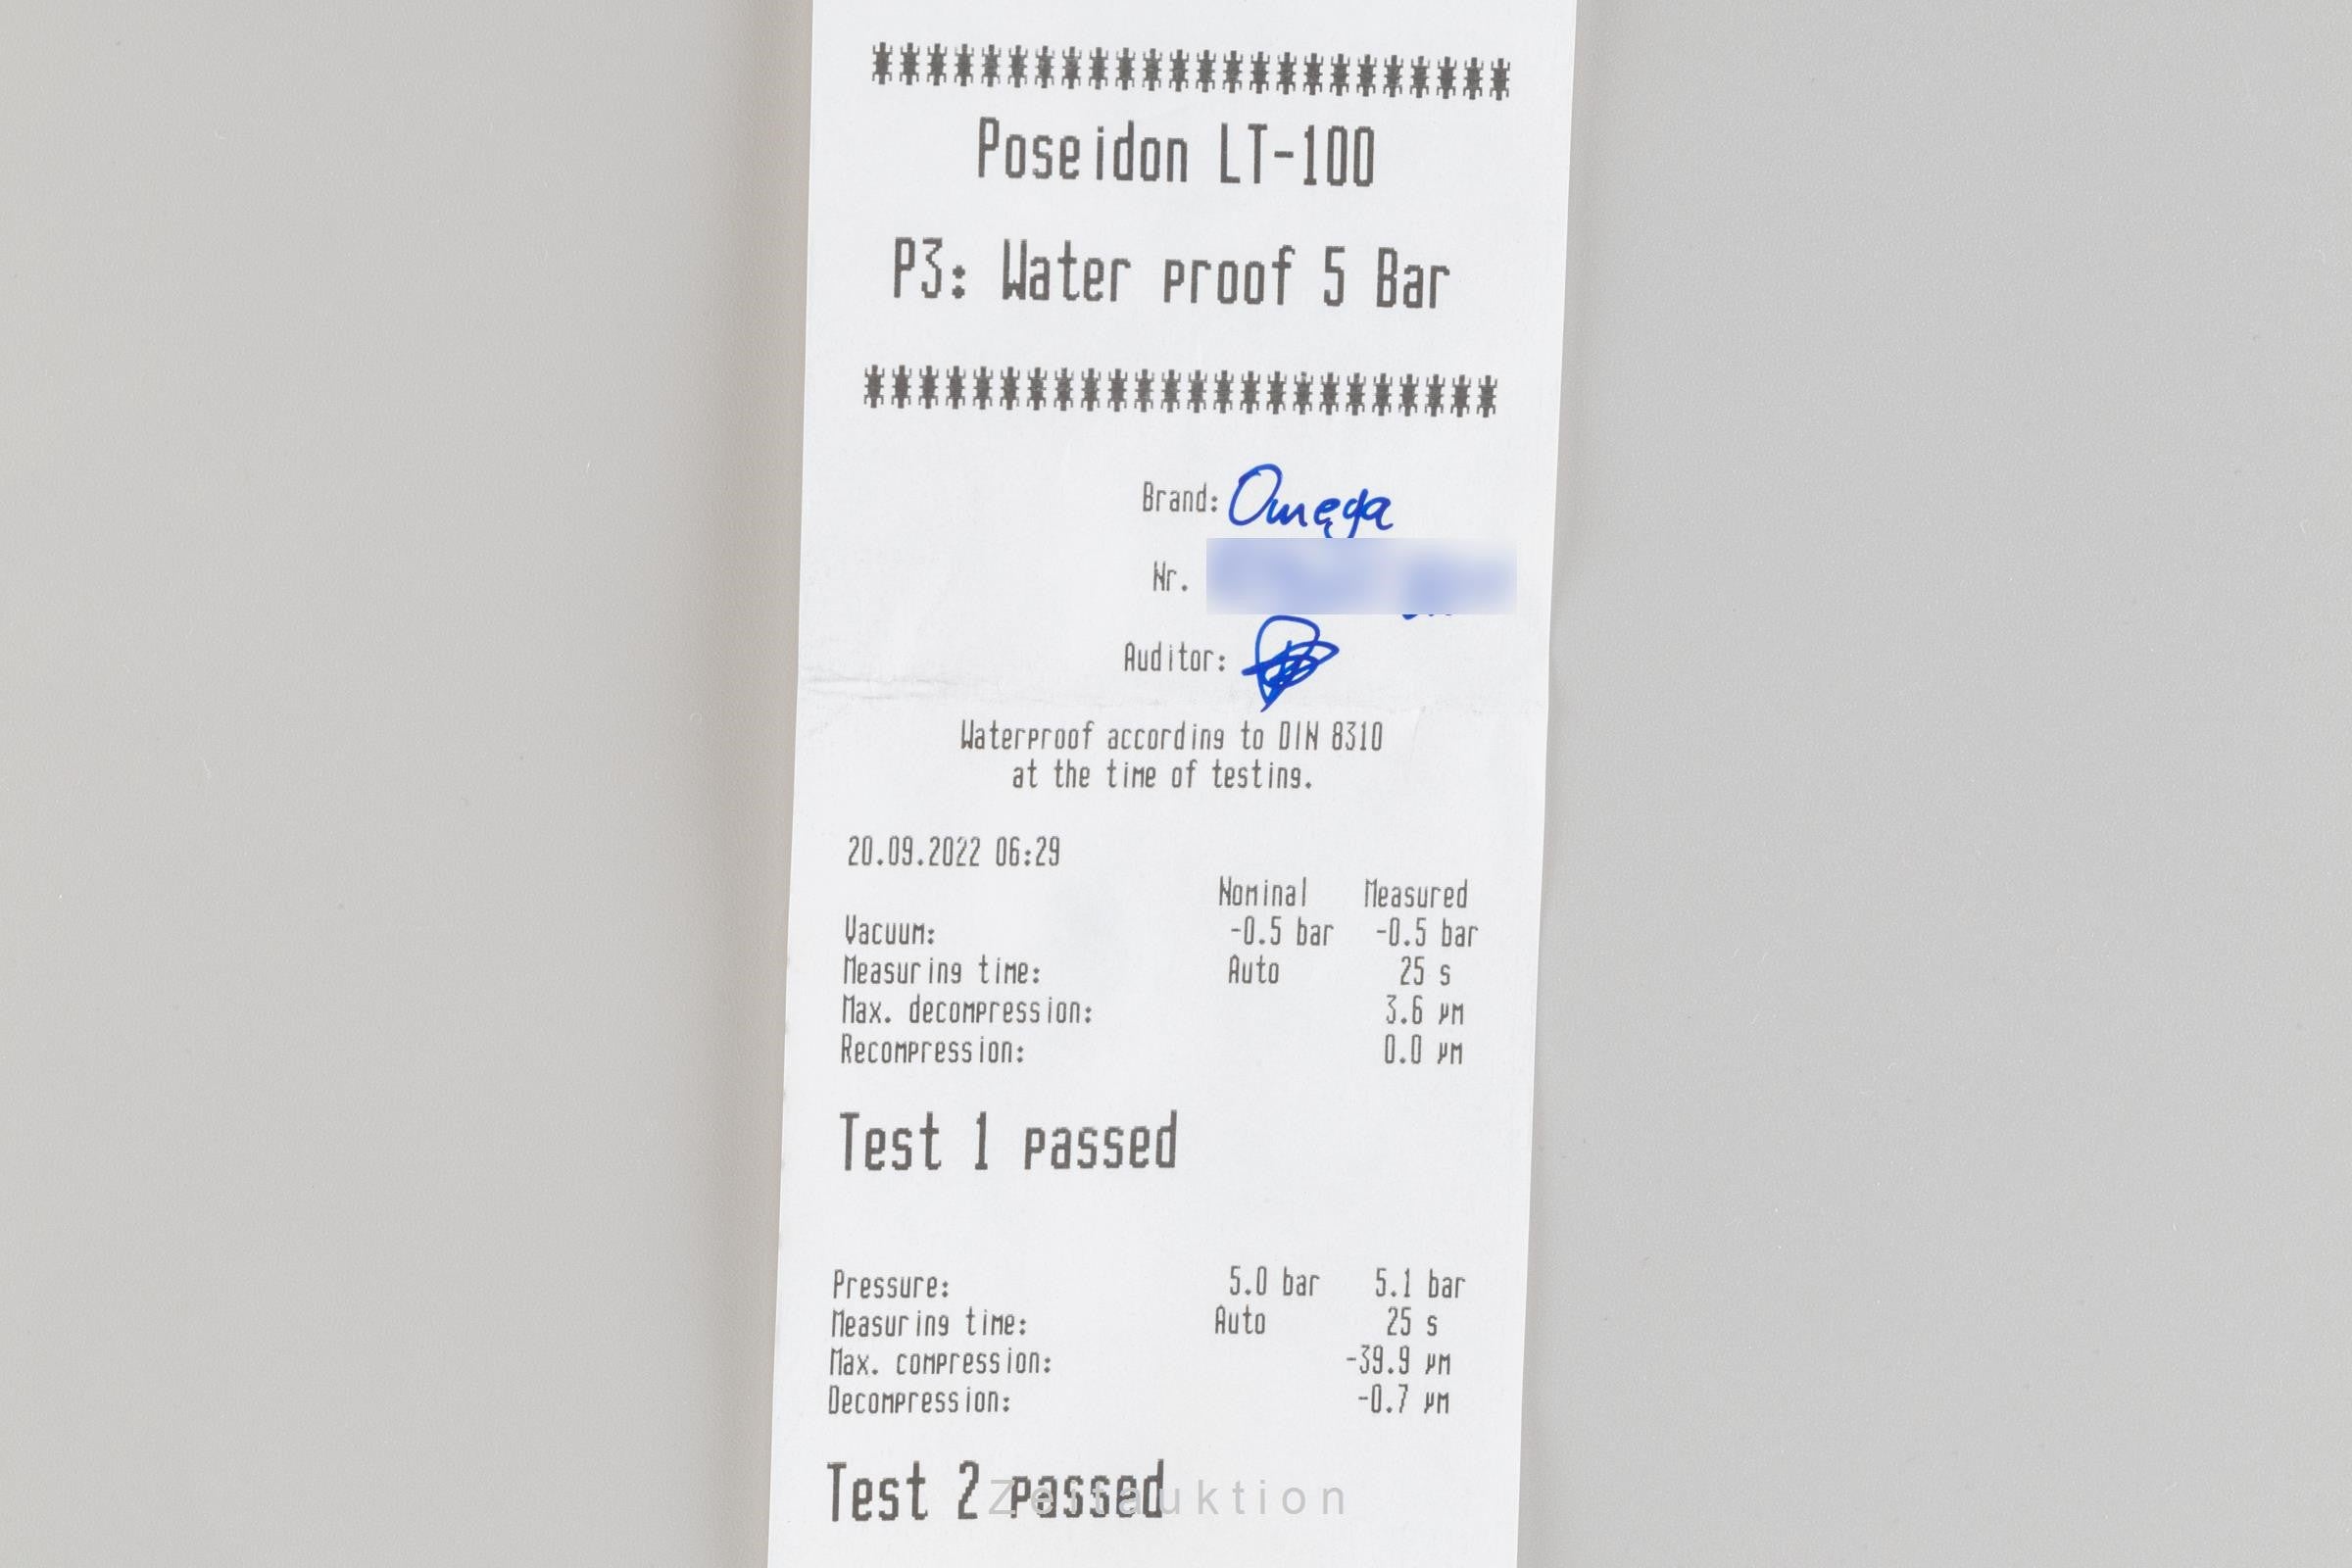 ************************
Poseidon LT-100
P3: Water proof 5 Bar
************************
Brand: Omega
Nr.
Auditor:
Waterproof according to DIN 8310
at the time of testing.
20.09.2022 06:29
Nominal Measured
Vacuum: -0.5 bar -0.5 bar
Measuring time: Auto 25 s
Max. decompression: 3.6 µm
Recompression: 0.0 µm
Test 1 passed
Pressure: 5.0 bar 5.1 bar
Measuring time: Auto 25 s
Max. compression: -39.9 µm
Decompression: -0.7 µm
Test 2 passed
Zeitauktion